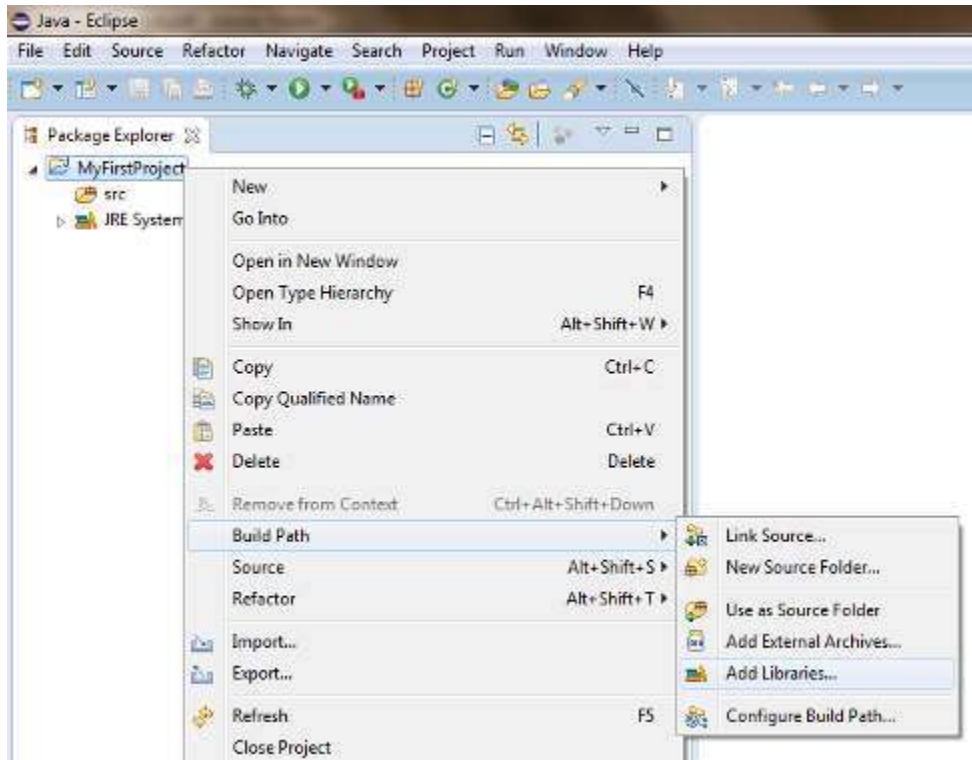 Java - Eclipse
File Edit Source Refactor Navigate Search Project Run Window Help
Package Explorer
MyFirstProject
src
JRE System
New
Go Into
Open in New Window
Open Type Hierarchy F4
Show In Alt+Shift+W
Copy Ctrl+C
Copy Qualified Name
Paste Ctrl+V
Delete Delete
Remove from Context Ctrl+Alt+Shift+Down
Build Path
Source Alt+Shift+S
Refactor Alt+Shift+T
Import...
Export...
Refresh F5
Close Project
Link Source...
New Source Folder...
Use as Source Folder
Add External Archives...
Add Libraries...
Configure Build Path...